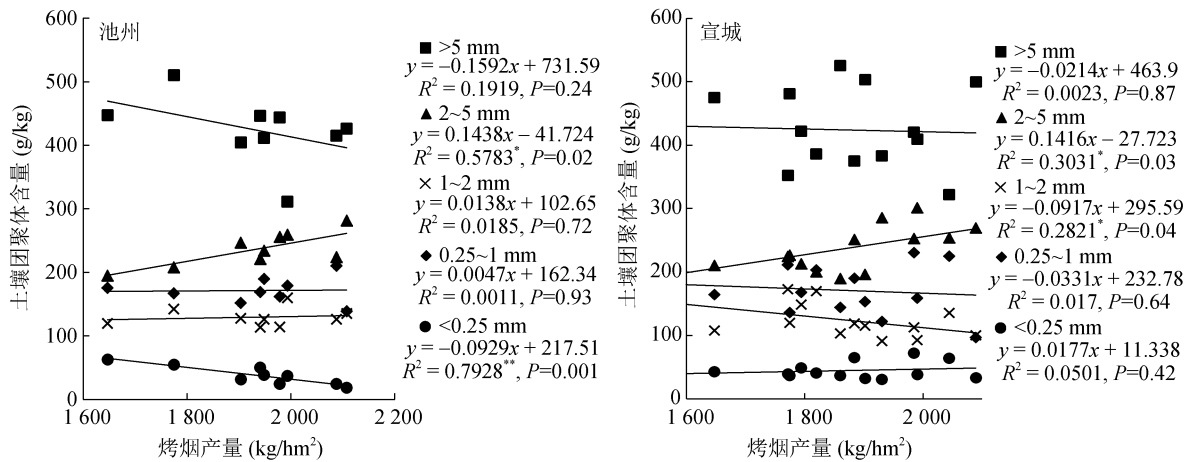 池州
土壤团聚体含量 (g/kg)
600
500
400
300
200
100
0
1 600
1 800
2 000
2 200
烤烟产量 (kg/hm²)
■ >5 mm
y = –0.1592x + 731.59
R² = 0.1919, P=0.24
▲ 2~5 mm
y = 0.1438x – 41.724
R² = 0.5783*, P=0.02
× 1~2 mm
y = 0.0138x + 102.65
R² = 0.0185, P=0.72
◆ 0.25~1 mm
y = 0.0047x + 162.34
R² = 0.0011, P=0.93
● <0.25 mm
y = –0.0929x + 217.51
R² = 0.7928**, P=0.001
宣城
土壤团聚体含量 (g/kg)
600
500
400
300
200
100
0
1 600
1 800
2 000
烤烟产量 (kg/hm²)
■ >5 mm
y = –0.0214x + 463.9
R² = 0.0023, P=0.87
▲ 2~5 mm
y = 0.1416x – 27.723
R² = 0.3031*, P=0.03
× 1~2 mm
y = –0.0917x + 295.59
R² = 0.2821*, P=0.04
◆ 0.25~1 mm
y = –0.0331x + 232.78
R² = 0.017, P=0.64
● <0.25 mm
y = 0.0177x + 11.338
R² = 0.0501, P=0.42